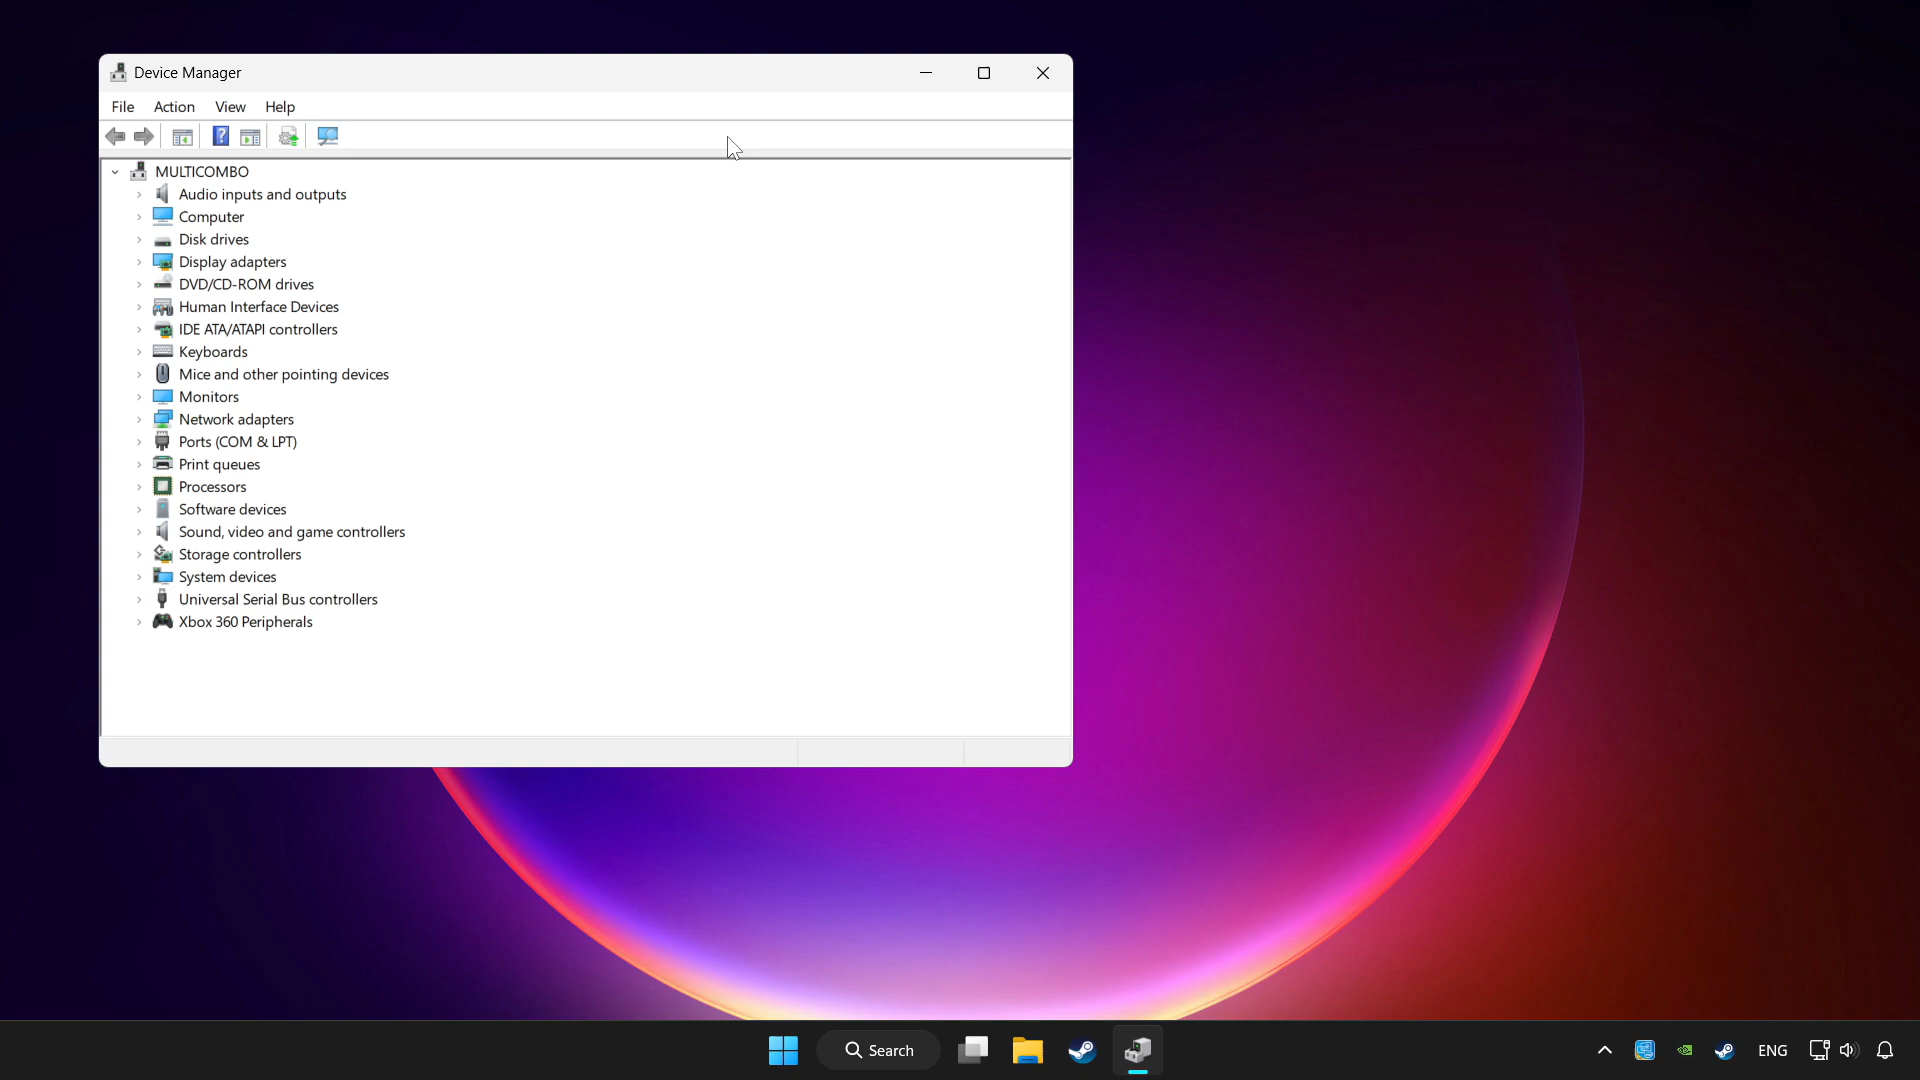 Device Manager
File Action View Help
MULTICOMBO
Audio inputs and outputs
Computer
Disk drives
Display adapters
DVD/CD-ROM drives
Human Interface Devices
IDE ATA/ATAPI controllers
Keyboards
Mice and other pointing devices
Monitors
Network adapters
Ports (COM & LPT)
Print queues
Processors
Software devices
Sound, video and game controllers
Storage controllers
System devices
Universal Serial Bus controllers
Xbox 360 Peripherals
Search
ENG